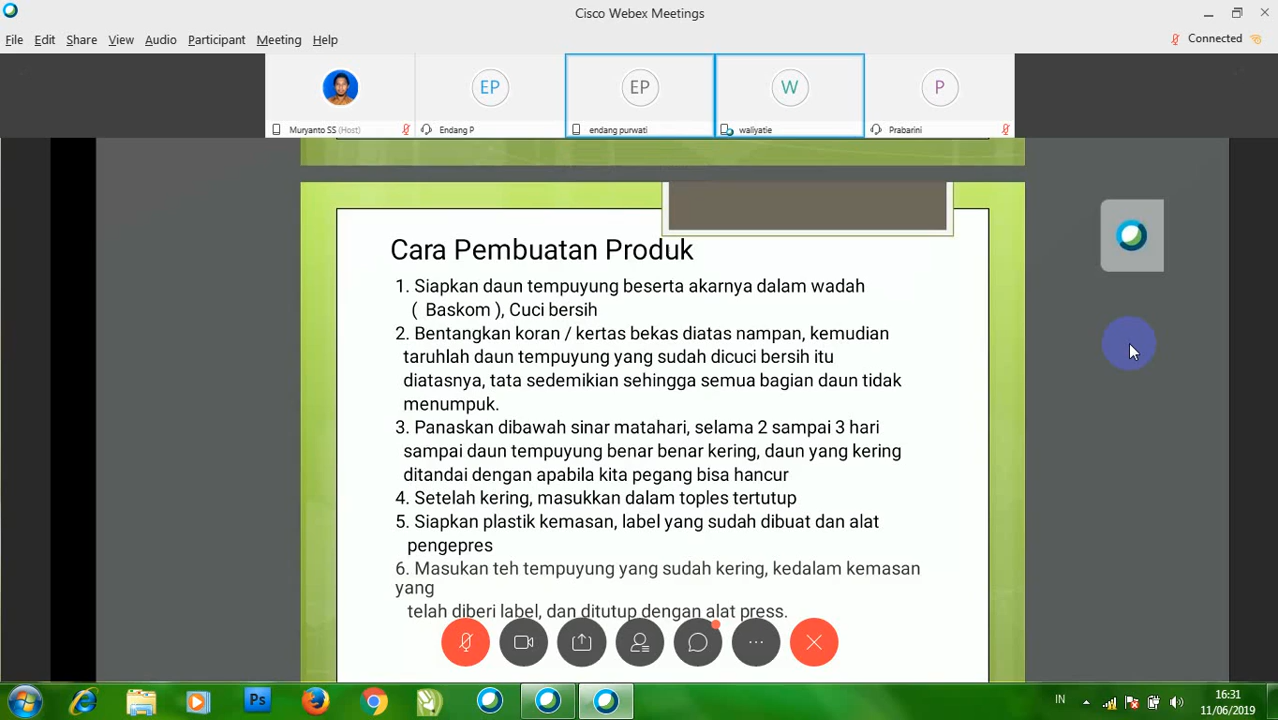 Cisco Webex Meetings
File Edit Share View Audio Participant Meeting Help
Connected
EP
EP
W
P
Muryanto SS (Host)
Endang P
endang purwati
waliyatie
Prabarini
Cara Pembuatan Produk
1. Siapkan daun tempuyung beserta akarnya dalam wadah
( Baskom ), Cuci bersih
2. Bentangkan koran / kertas bekas diatas nampan, kemudian
taruhlah daun tempuyung yang sudah dicuci bersih itu
diatasnya, tata sedemikian sehingga semua bagian daun tidak
menumpuk.
3. Panaskan dibawah sinar matahari, selama 2 sampai 3 hari
sampai daun tempuyung benar benar kering, daun yang kering
ditandai dengan apabila kita pegang bisa hancur
4. Setelah kering, masukkan dalam toples tertutup
5. Siapkan plastik kemasan, label yang sudah dibuat dan alat
pengepres
6. Masukan teh tempuyung yang sudah kering, kedalam kemasan
yang
telah diberi label, dan ditutup dengan alat press.
Ps
IN
16:31
11/06/2019